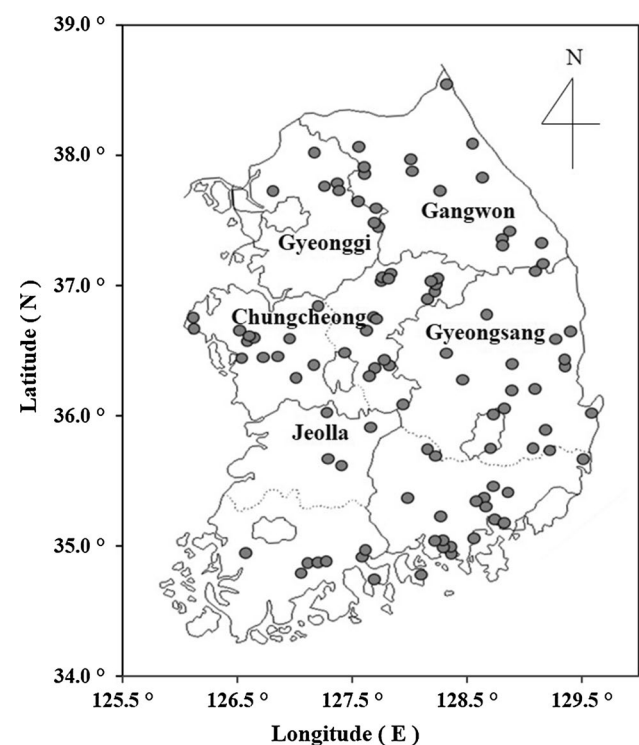 39.0 °
N
38.0 °
Gangwon
Gyeonggi
37.0 °
Chungcheong
Gyeongsang
Latitude ( N )
36.0 °
Jeolla
35.0 °
34.0 °
125.5 ° 126.5 ° 127.5 ° 128.5 ° 129.5 °
Longitude ( E )